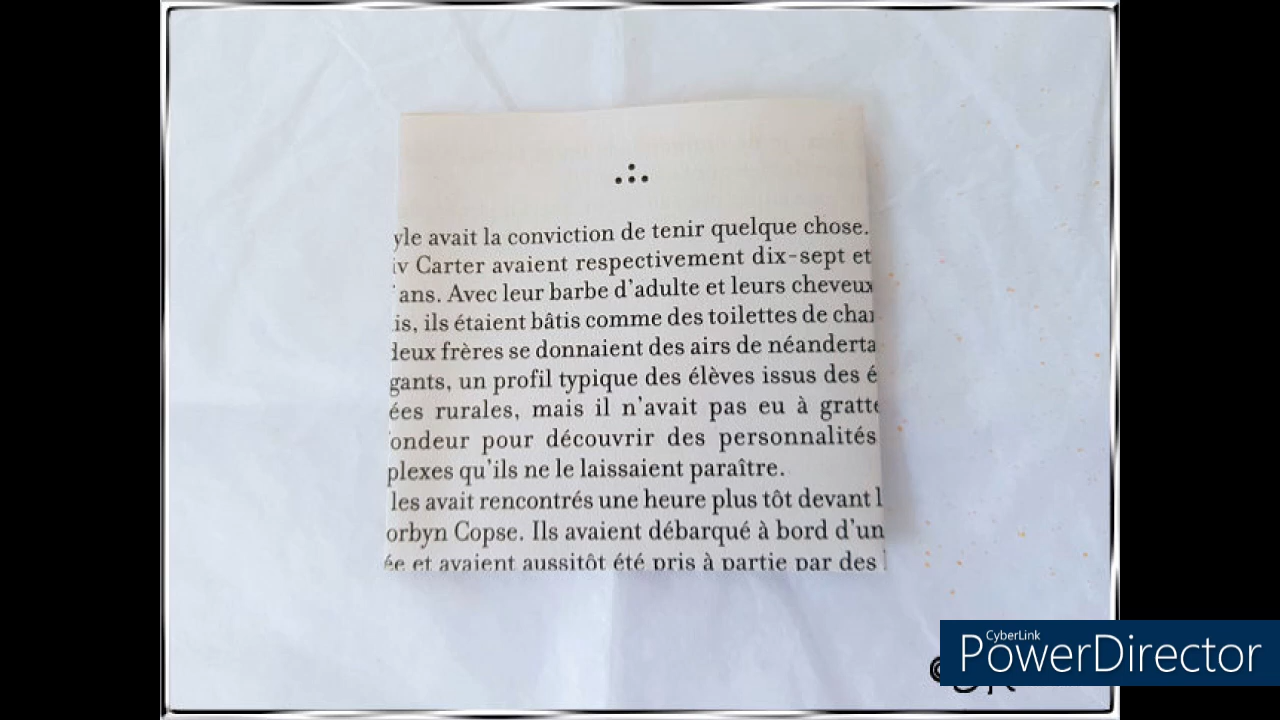 ∴
yle avait la conviction de tenir quelque chose.
iv Carter avaient respectivement dix-sept et
ans. Avec leur barbe d'adulte et leurs cheveux
is, ils étaient bâtis comme des toilettes de chan
deux frères se donnaient des airs de néanderta
gants, un profil typique des élèves issus des é
ées rurales, mais il n'avait pas eu à gratte
ondeur pour découvrir des personnalités
plexes qu'ils ne le laissaient paraître.
les avait rencontrés une heure plus tôt devant l
orbyn Copse. Ils avaient débarqué à bord d'un
ée et avaient aussitôt été pris à partie par des
CyberLink
PowerDirector